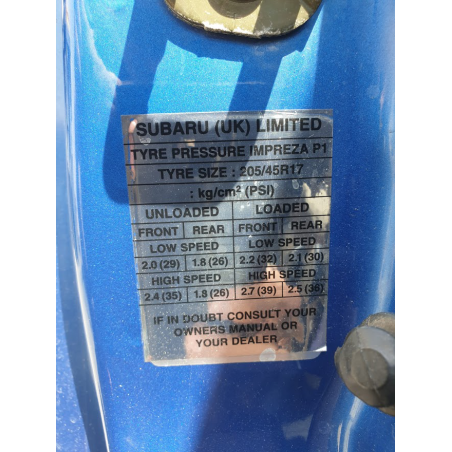 SUBARU (UK) LIMITED
TYRE PRESSURE IMPREZA P1
TYRE SIZE : 205/45R17
: kg/cm² (PSI)
UNLOADED LOADED
FRONT REAR FRONT REAR
LOW SPEED LOW SPEED
2.0 (29) 1.8 (26) 2.2 (32) 2.1 (30)
HIGH SPEED HIGH SPEED
2.4 (35) 1.8 (26) 2.7 (39) 2.5 (36)
IF IN DOUBT CONSULT YOUR
OWNERS MANUAL OR
YOUR DEALER